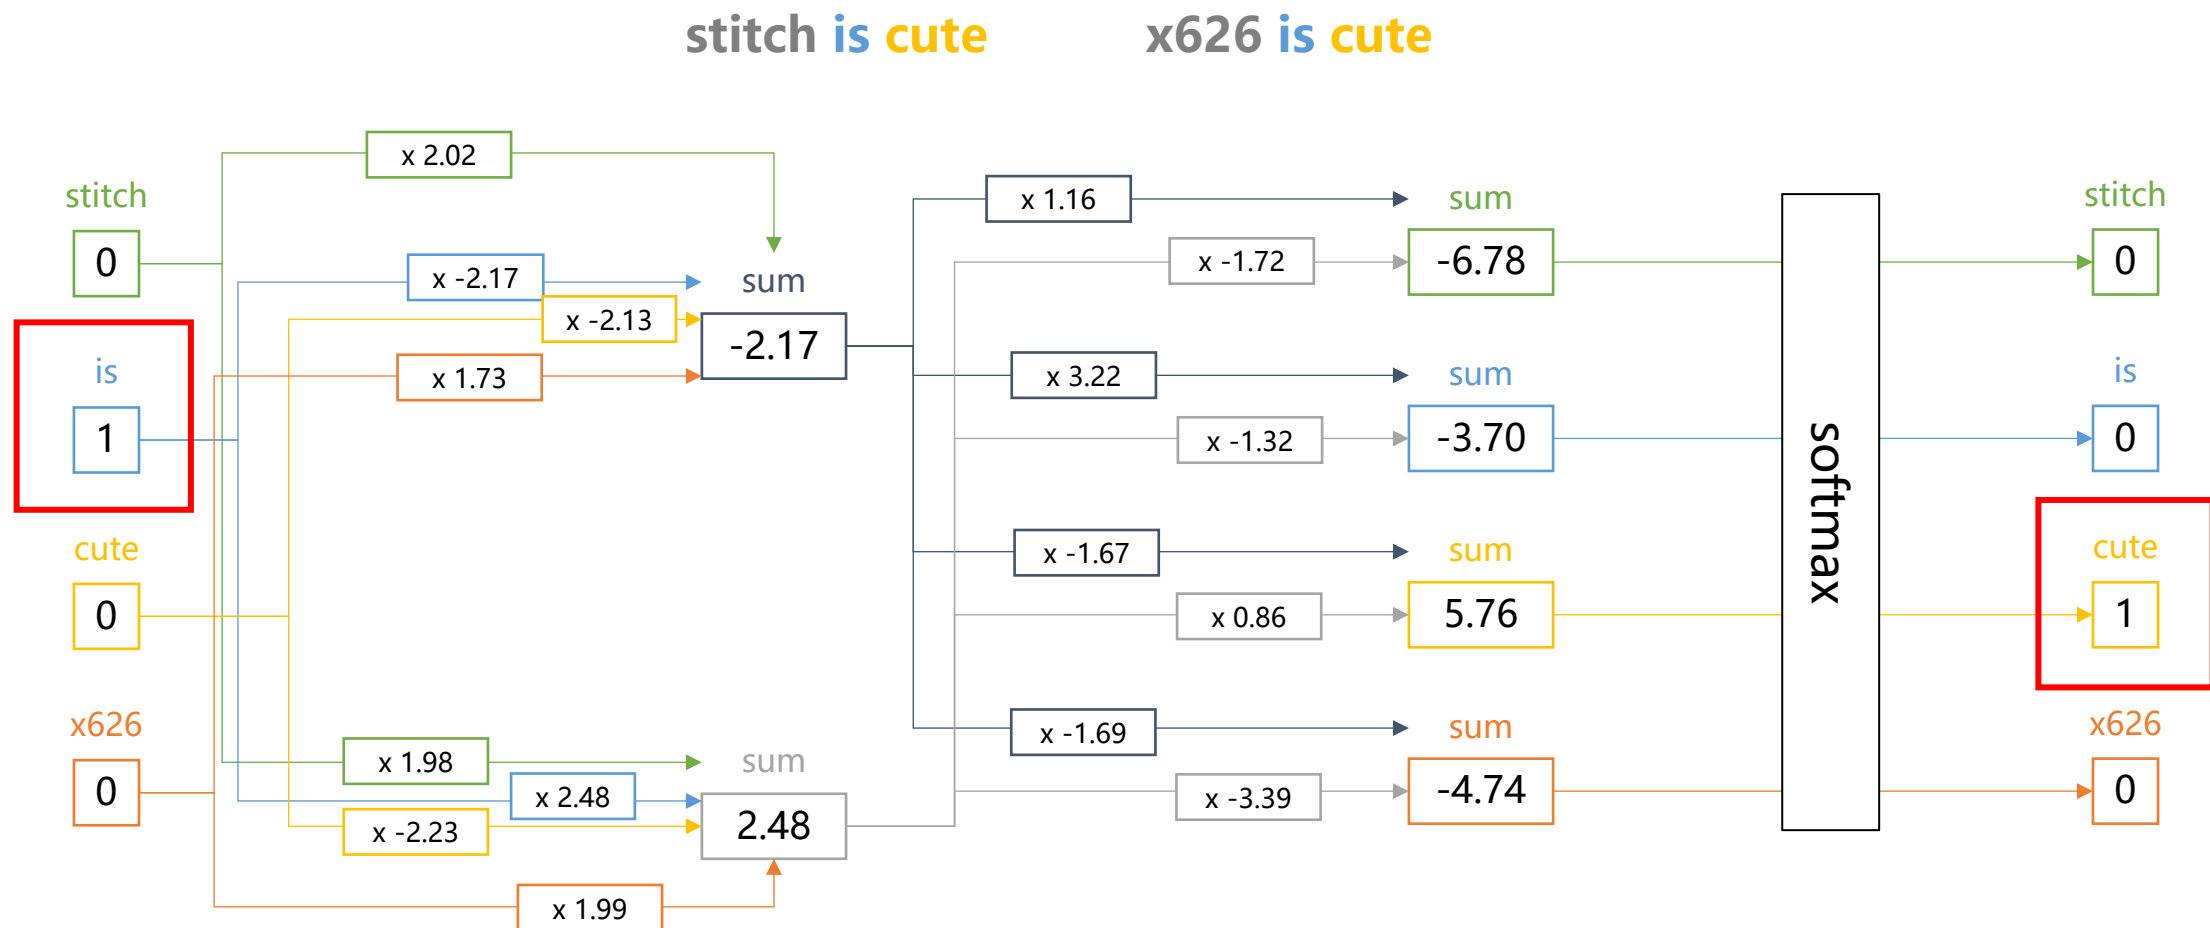 stitch is cute
x626 is cute
x 2.02
stitch
0
x -2.17
is
1
x -2.13
x 1.73
cute
0
x626
0
sum
-2.17
x 1.98
x 2.48
x -2.23
x 1.99
sum
2.48
x 1.16
x -1.72
sum
-6.78
x 3.22
x -1.32
sum
-3.70
x -1.67
x 0.86
sum
5.76
x -1.69
x -3.39
sum
-4.74
softmax
stitch
0
is
0
cute
1
x626
0